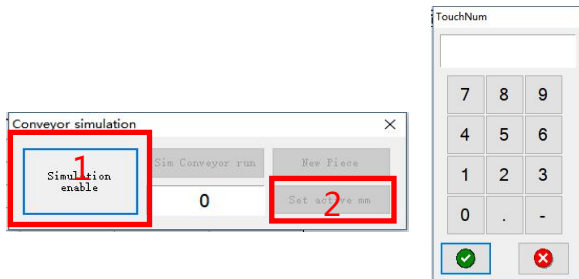 TouchNum
Conveyor simulation
1
Simulation
enable
Sim Conveyor run
New Piece
0
Set active mm
2
7 8 9
4 5 6
1 2 3
0 . -